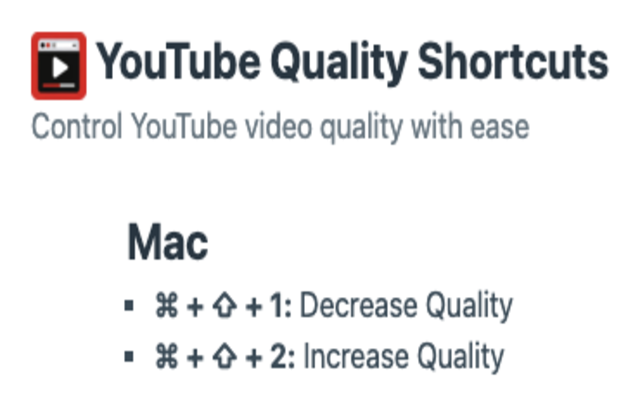 YouTube Quality Shortcuts
Control YouTube video quality with ease
Mac
▪ ⌘ + ⇧ + 1: Decrease Quality
▪ ⌘ + ⇧ + 2: Increase Quality